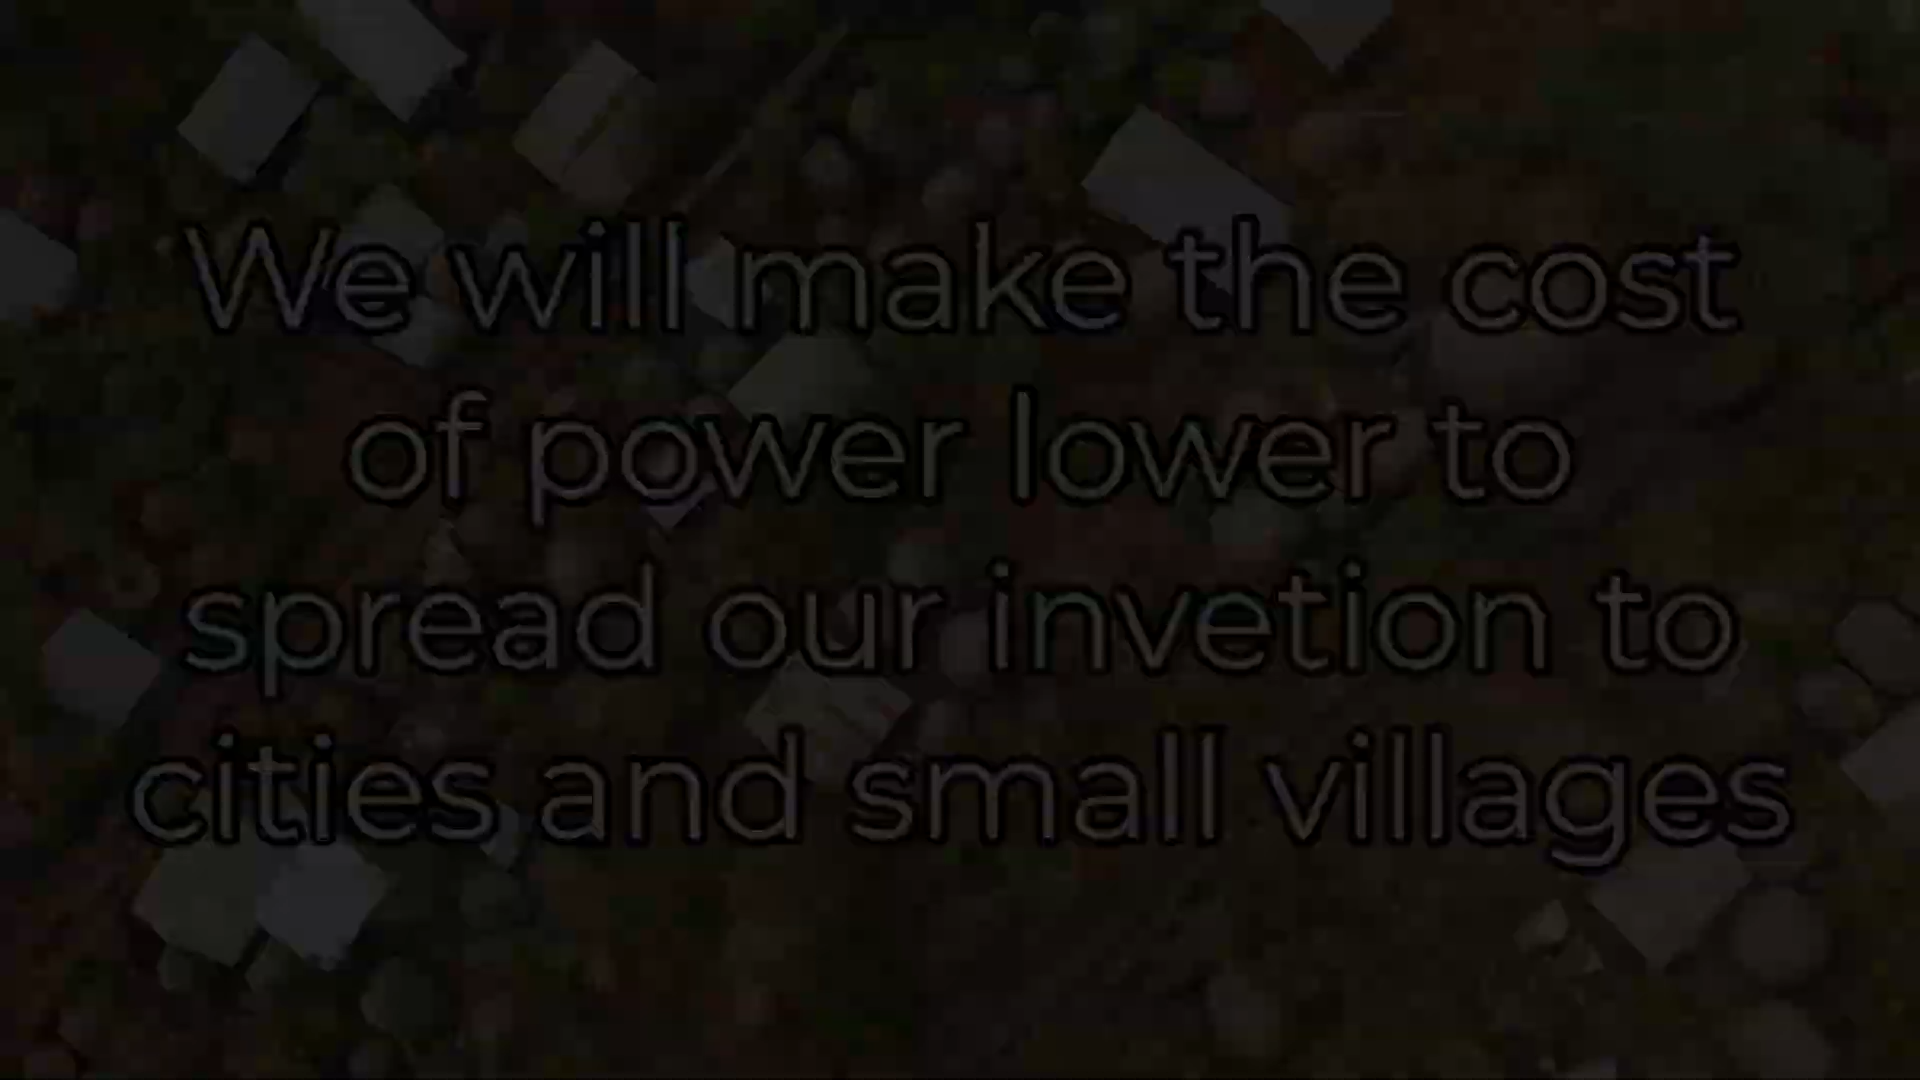 We will make the cost
of power lower to
spread our invetion to
cities and small villages